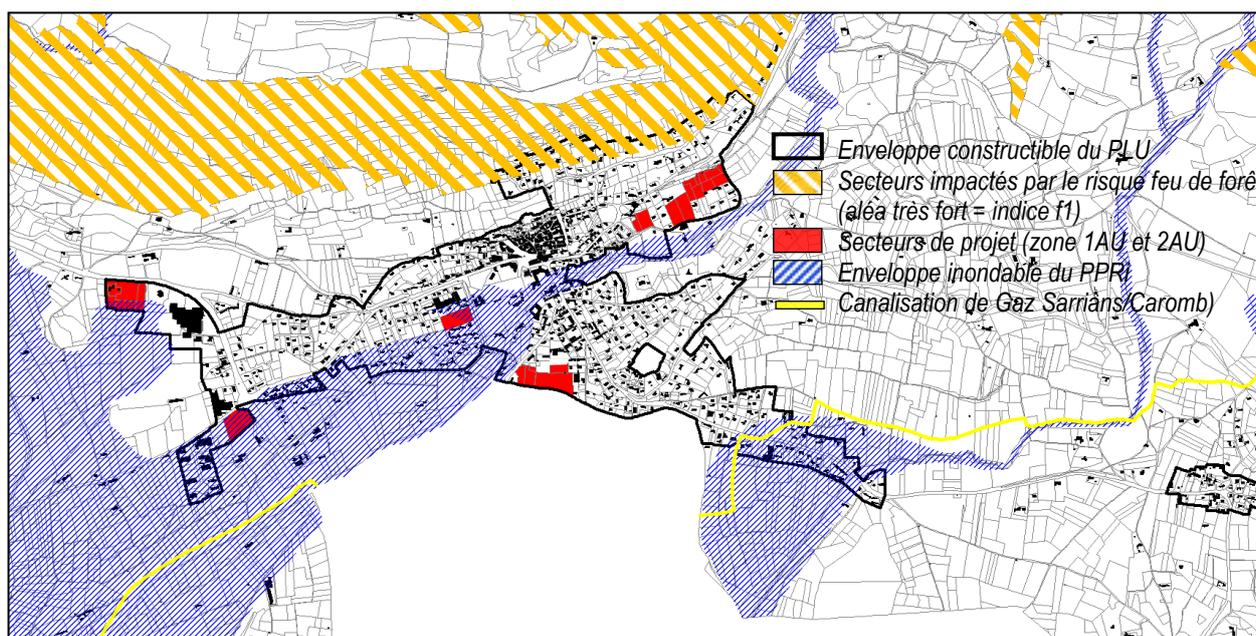 Enveloppe constructible du PLU
Secteurs impactés par le risque feu de forê
(aléa très fort = indice f1)
Secteurs de projet (zone 1AU et 2AU)
Enveloppe inondable du PPRi
Canalisation de Gaz Sarrians/Caromb)